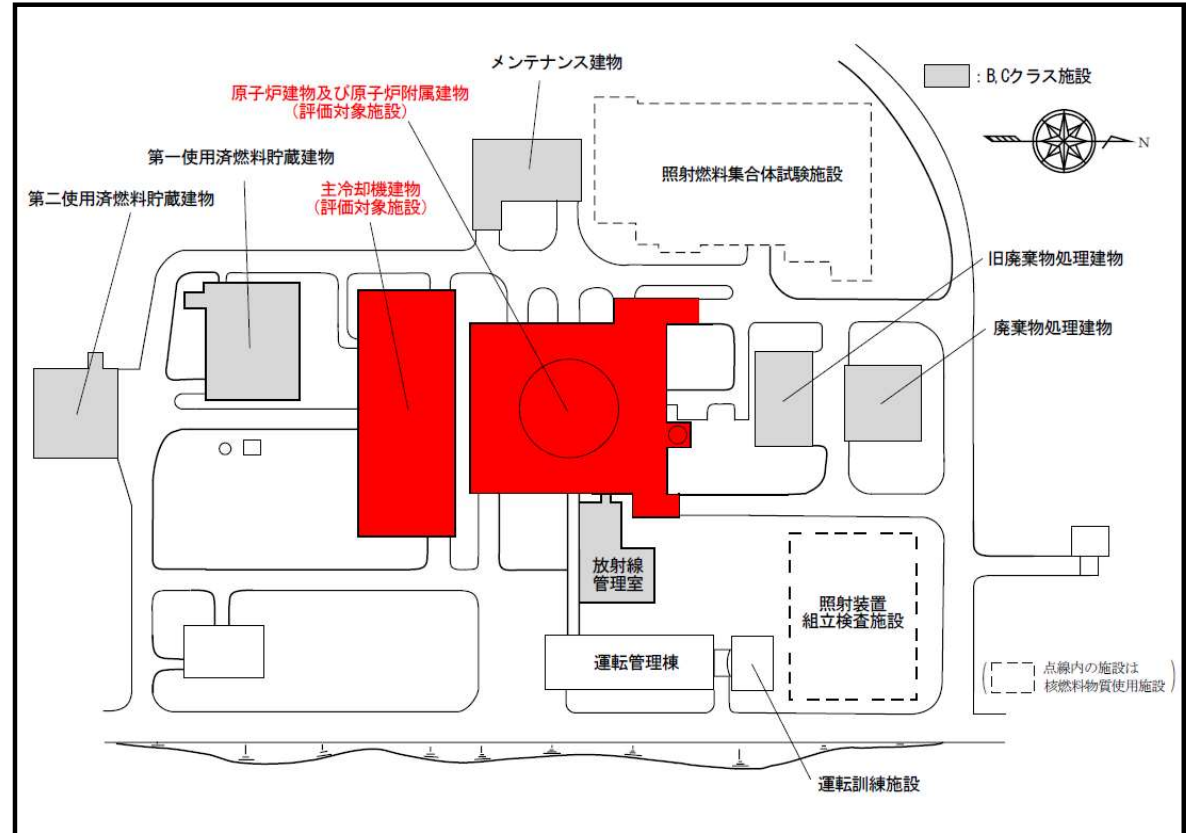 メンテナンス建物
: B,Cクラス施設
原子炉建物及び原子炉附属建物
(評価対象施設)
N
第一使用済燃料貯蔵建物
照射燃料集合体試験施設
主冷却機建物
(評価対象施設)
第二使用済燃料貯蔵建物
旧廃棄物処理建物
廃棄物処理建物
放射線
管理室
照射装置
組立検査施設
運転管理棟
点線内の施設は
核燃料物質使用施設
運転訓練施設